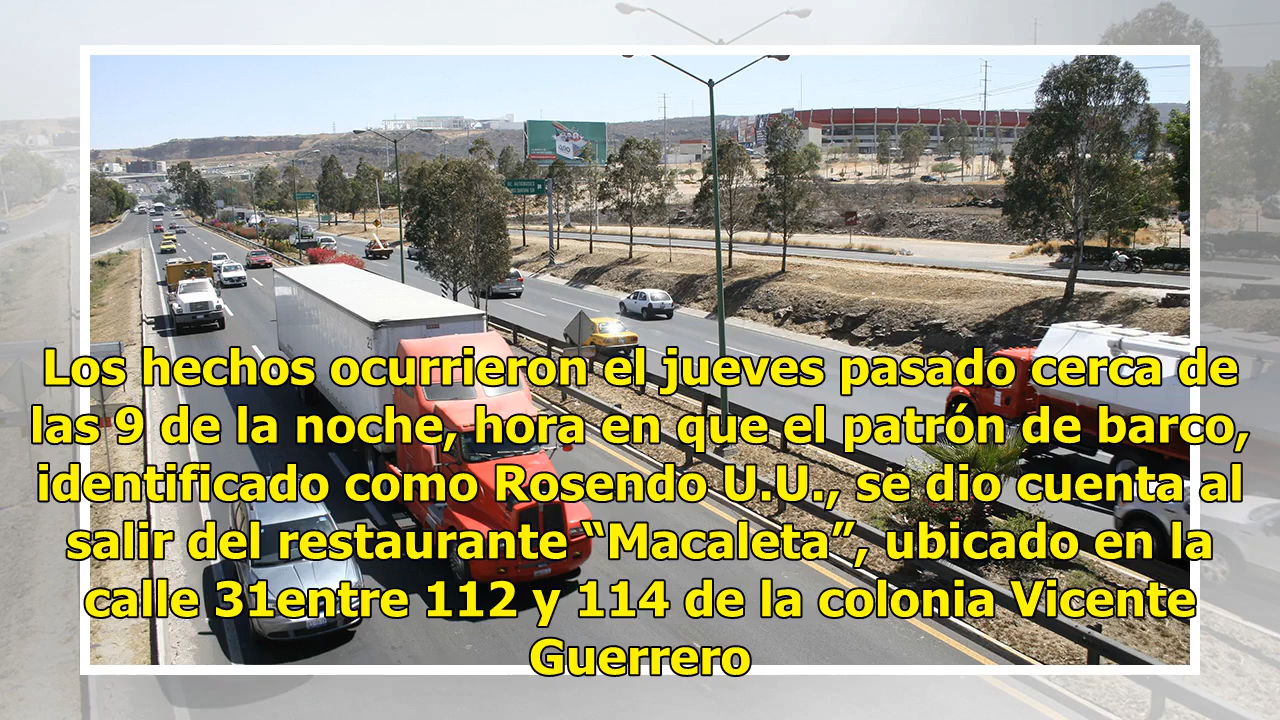 Los hechos ocurrieron el jueves pasado cerca de
las 9 de la noche, hora en que el patrón de barco,
identificado como Rosendo U.U., se dio cuenta al
salir del restaurante “Macaleta”, ubicado en la
calle 31entre 112 y 114 de la colonia Vicente
Guerrero